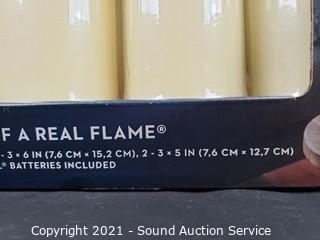 F A REAL FLAME®
- 3 × 6 IN (7,6 CM × 15,2 CM), 2 - 3 × 5 IN (7,6 CM × 12,7 CM)
® BATTERIES INCLUDED
Copyright 2021 - Sound Auction Service